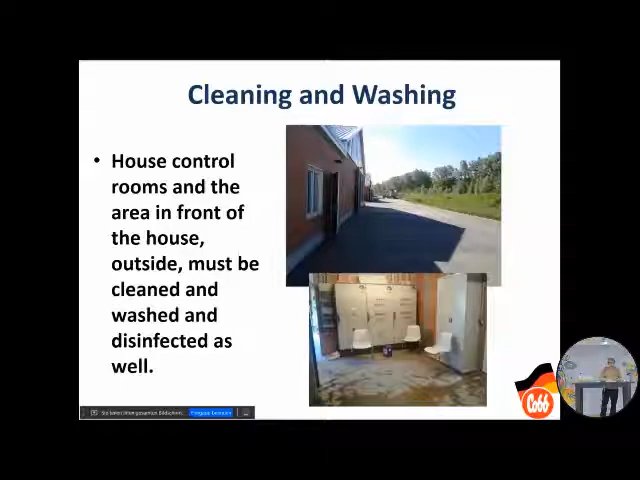 Cleaning and Washing
• House control
rooms and the
area in front of
the house,
outside, must be
cleaned and
washed and
disinfected as
well.
Cobb